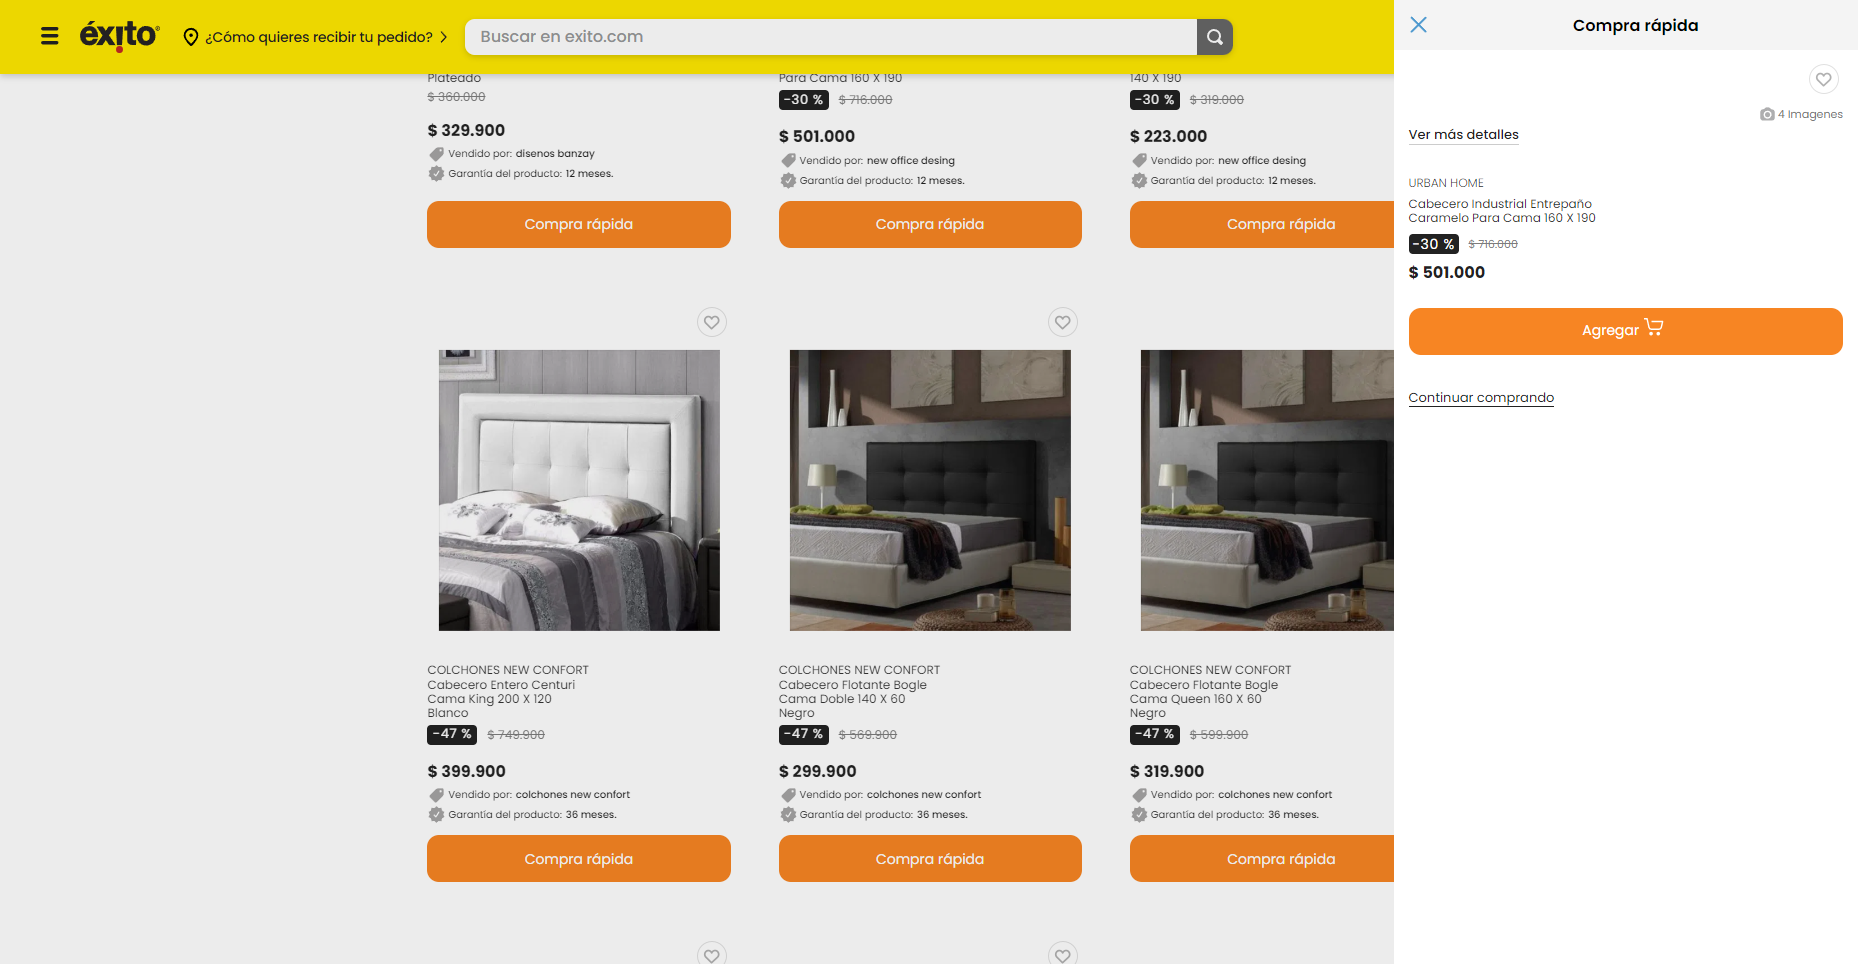 éxito
¿Cómo quieres recibir tu pedido?
Buscar en exito.com
Plateado
$ 360.000
$ 329.900
Vendido por: disenos banzay
Garantía del producto: 12 meses.
Compra rápida
Para Cama 160 X 190
-30 % $ 716.000
$ 501.000
Vendido por: new office desing
Garantía del producto: 12 meses.
Compra rápida
140 X 190
-30 % $ 319.000
$ 223.000
Vendido por: new office desing
Garantía del producto: 12 meses.
Compra rápida
COLCHONES NEW CONFORT
Cabecero Entero Centuri
Cama King 200 X 120
Blanco
-47 % $ 749.900
$ 399.900
Vendido por: colchones new confort
Garantía del producto: 36 meses.
Compra rápida
COLCHONES NEW CONFORT
Cabecero Flotante Bogle
Cama Doble 140 X 60
Negro
-47 % $ 569.900
$ 299.900
Vendido por: colchones new confort
Garantía del producto: 36 meses.
Compra rápida
COLCHONES NEW CONFORT
Cabecero Flotante Bogle
Cama Queen 160 X 60
Negro
-47 % $ 599.900
$ 319.900
Vendido por: colchones new confort
Garantía del producto: 36 meses.
Compra rápida
Compra rápida
4 Imagenes
Ver más detalles
URBAN HOME
Cabecero Industrial Entrepaño
Caramelo Para Cama 160 X 190
-30 % $ 716.000
$ 501.000
Agregar
Continuar comprando